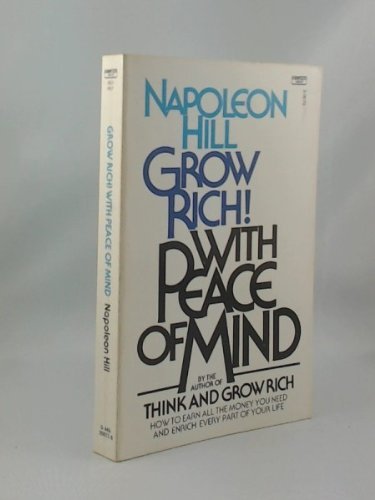 NAPOLEON
HILL
GROW
RICH!
WITH
PEACE
OF MIND
BY THE
AUTHOR OF
THINK AND GROW RICH
HOW TO EARN ALL THE MONEY YOU NEED
AND ENRICH EVERY PART OF YOUR LIFE
GROW RICH! WITH PEACE OF MIND Napoleon Hill